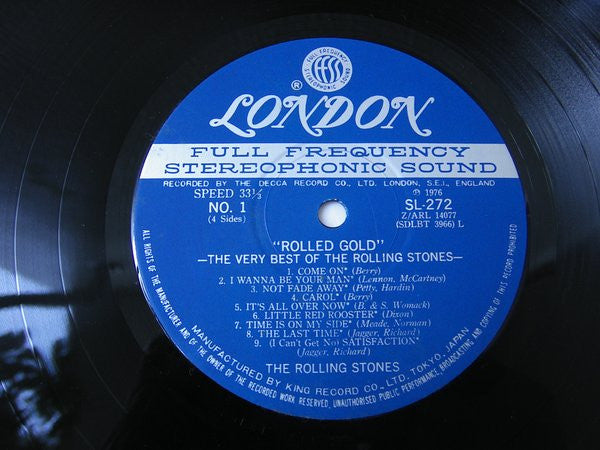 FULL FREQUENCY
ffss
STEREOPHONIC SOUND
®
LONDON
FULL FREQUENCY
STEREOPHONIC SOUND
RECORDED BY THE DECCA RECORD CO., LTD. LONDON, S.E.I., ENGLAND
SPEED 33⅓
℗ 1976
NO. 1
SL-272
(4 Sides)
Z/ARL 14077
(SDLBT 3966) L
"ROLLED GOLD"
—THE VERY BEST OF THE ROLLING STONES—
1. COME ON* (Berry)
2. I WANNA BE YOUR MAN* (Lennon, McCartney)
3. NOT FADE AWAY* (Petty, Hardin)
4. CAROL* (Berry)
5. IT'S ALL OVER NOW* (B. & S. Womack)
6. LITTLE RED ROOSTER* (Dixon)
7. TIME IS ON MY SIDE* (Meade, Norman)
8. THE LAST TIME* (Jagger, Richard)
9. (I Can't Get No) SATISFACTION*
(Jagger, Richard)
THE ROLLING STONES
MANUFACTURED BY KING RECORD CO., LTD. TOKYO, JAPAN
ALL RIGHTS OF THE MANUFACTURER AND OF THE OWNER OF THE RECORDED WORK RESERVED. UNAUTHORISED PUBLIC PERFORMANCE, BROADCASTING AND COPYING OF THIS RECORD PROHIBITED